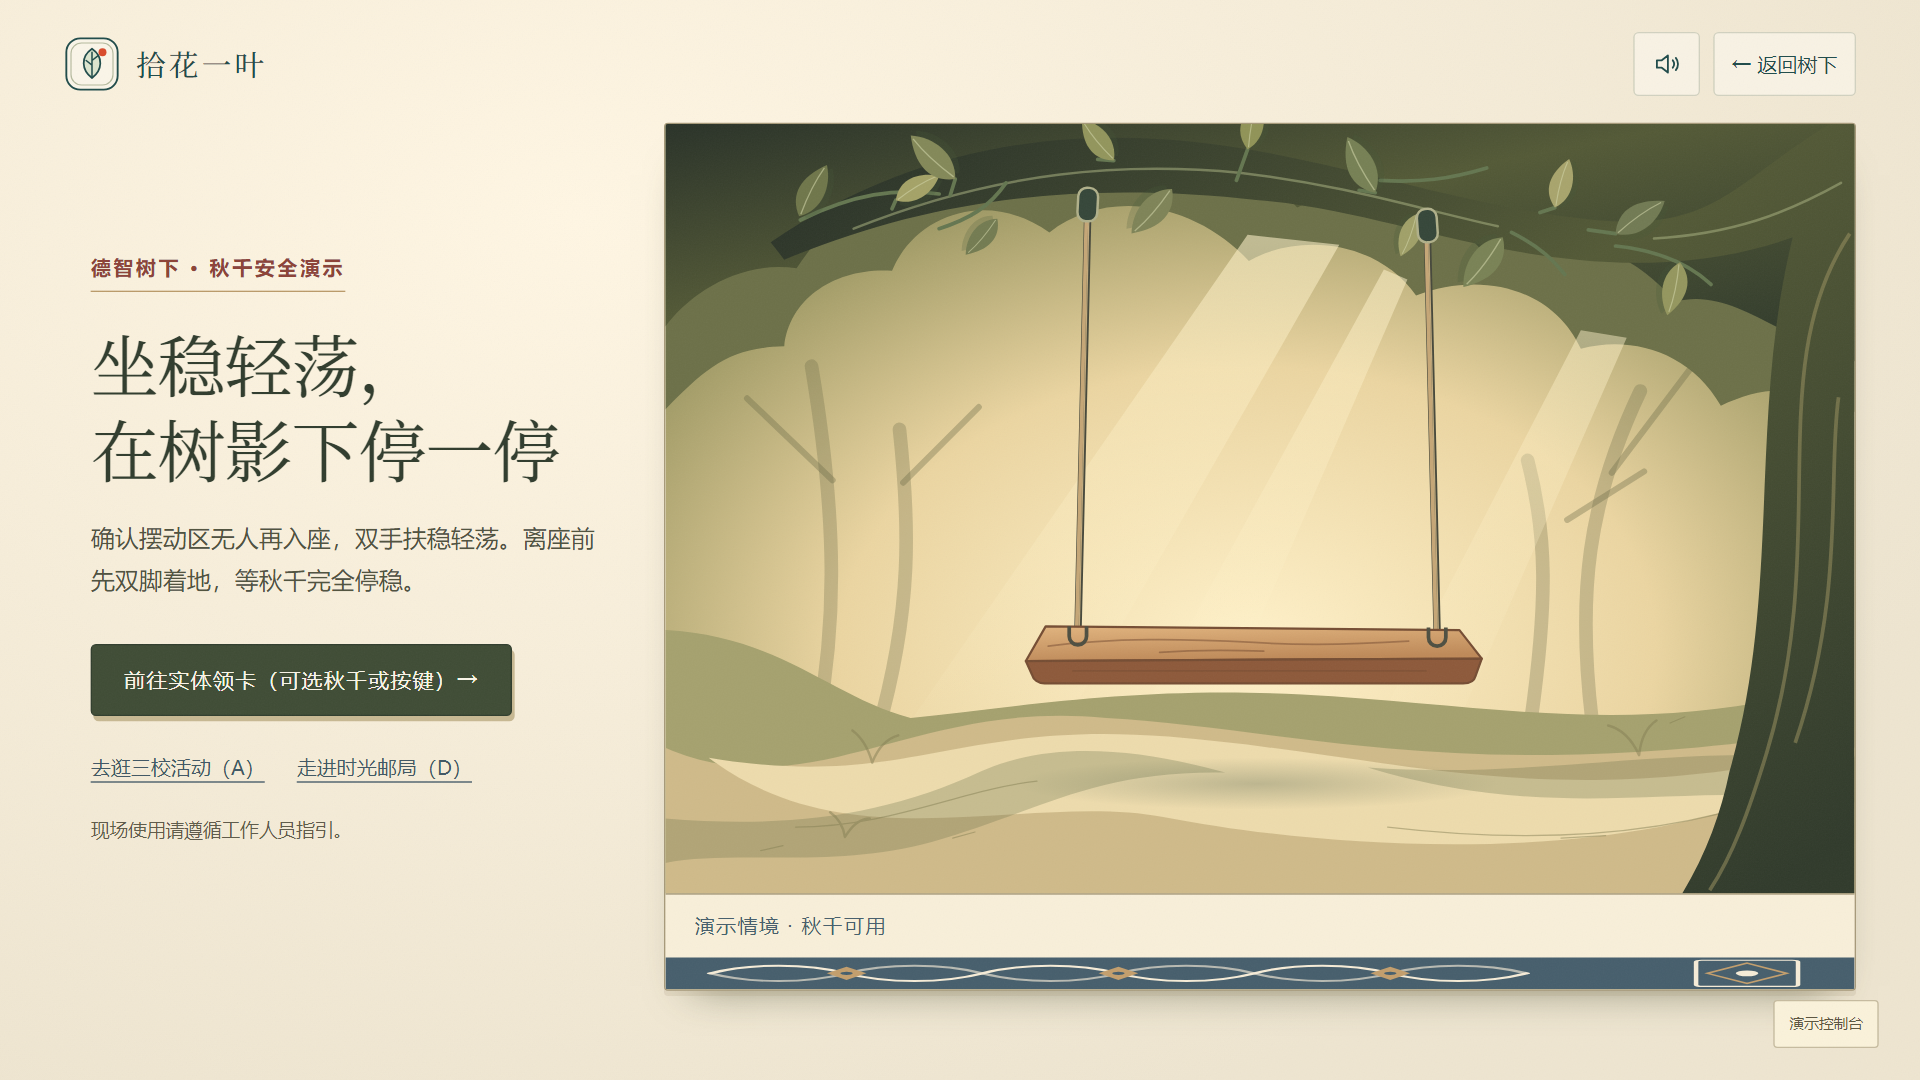 拾花一叶
← 返回树下
德智树下 • 秋千安全演示
坐稳轻荡，
在树影下停一停
确认摆动区无人再入座，双手扶稳轻荡。离座前
先双脚着地，等秋千完全停稳。
前往实体领卡（可选秋千或按键）→
去逛三校活动（A） 走进时光邮局（D）
现场使用请遵循工作人员指引。
演示情境 · 秋千可用
演示控制台